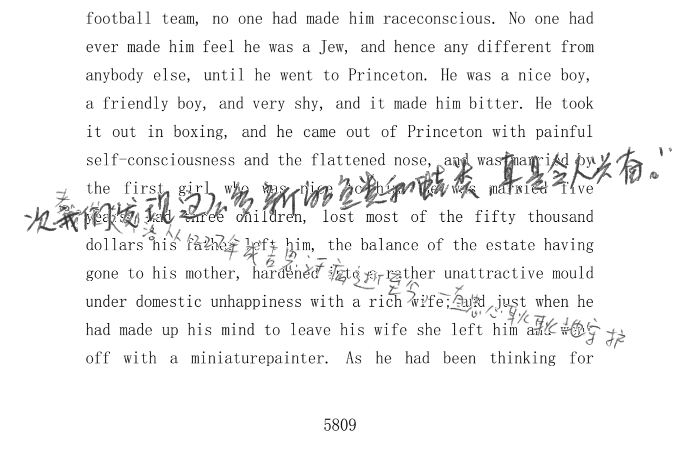 football team, no one had made him raceconscious. No one had
ever made him feel he was a Jew, and hence any different from
anybody else, until he went to Princeton. He was a nice boy,
a friendly boy, and very shy, and it made him bitter. He took
it out in boxing, and he came out of Princeton with painful
self-consciousness and the flattened nose, and was married by
the first girl who was nice to him. He was married five
years, had three children, lost most of the fifty thousand
dollars his father left him, the balance of the estate having
gone to his mother, hardened into a rather unattractive mould
under domestic unhappiness with a rich wife; and just when he
had made up his mind to leave his wife she left him and went
off with a miniaturepainter. As he had been thinking for
次我们发现这么多新的鱼类和贝类真是令人兴奋。”
5809